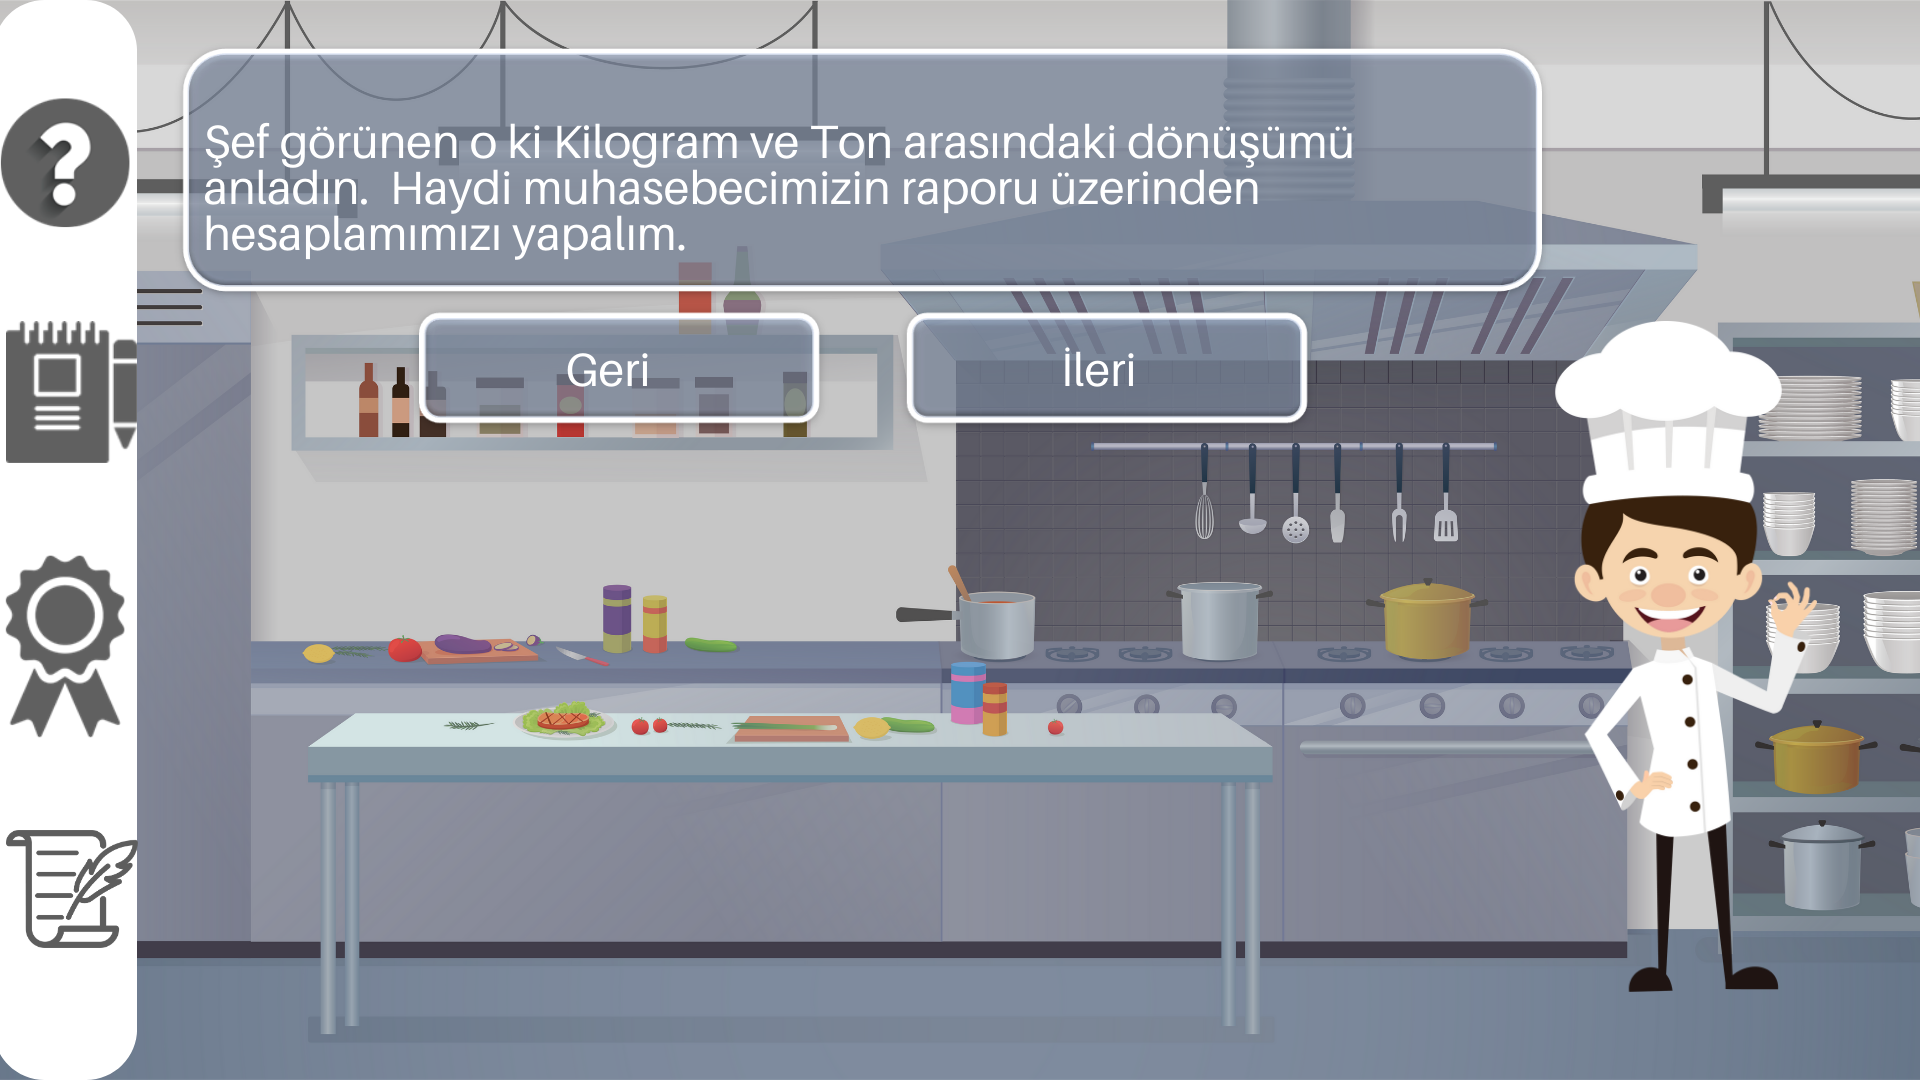 Şef görünen o ki Kilogram ve Ton arasındaki dönüşümü
anladın.  Haydi muhasebecimizin raporu üzerinden
hesaplamımızı yapalım.
Geri
İleri